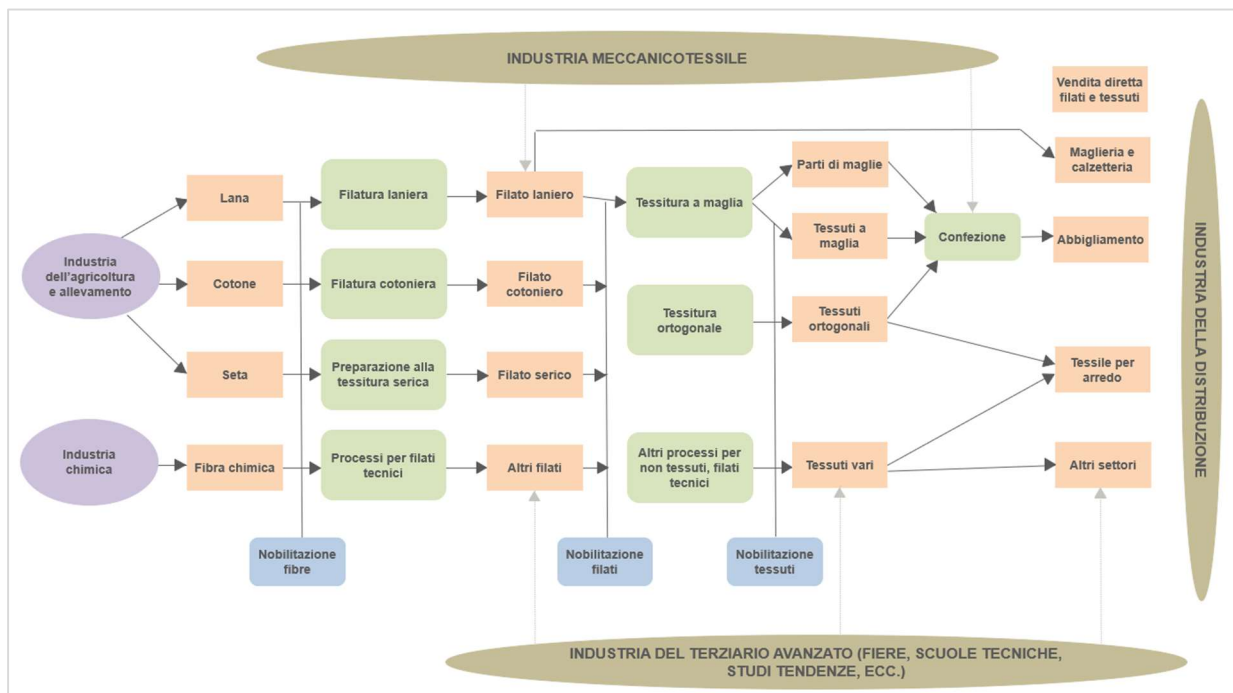 INDUSTRIA MECCANICOTESSILE
Vendita diretta
filati e tessuti
Maglieria e
calzetteria
Parti di maglie
Lana
Filatura laniera
Filato laniero
Tessitura a maglia
Tessuti a
maglia
Confezione
Abbigliamento
Industria
dell'agricoltura
e allevamento
Cotone
Filatura cotoniera
Filato
cotoniero
Tessitura
ortogonale
Tessuti
ortogonali
Seta
Preparazione alla
tessitura serica
Filato serico
Tessile per
arredo
Industria
chimica
Fibra chimica
Processi per filati
tecnici
Altri filati
Altri processi per
non tessuti, filati
tecnici
Tessuti vari
Altri settori
INDUSTRIA DELLA DISTRIBUZIONE
Nobilitazione
fibre
Nobilitazione
filati
Nobilitazione
tessuti
INDUSTRIA DEL TERZIARIO AVANZATO (FIERE, SCUOLE TECNICHE,
STUDI TENDENZE, ECC.)